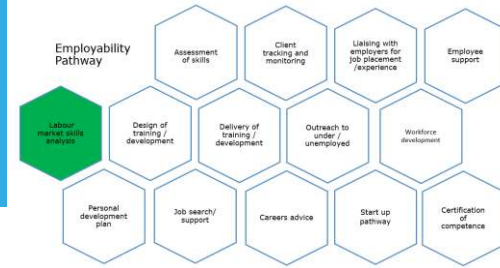 Employability
Pathway
Assessment
of skills
Client
tracking and
monitoring
Liaising with
employers for
job placement
/experience
Employee
support
Labour
market skills
analysis
Design of
training /
development
Delivery of
training /
development
Outreach to
under /
unemployed
Workforce
development
Personal
development
plan
Job search/
support
Careers advice
Start up
pathway
Certification
of
competence